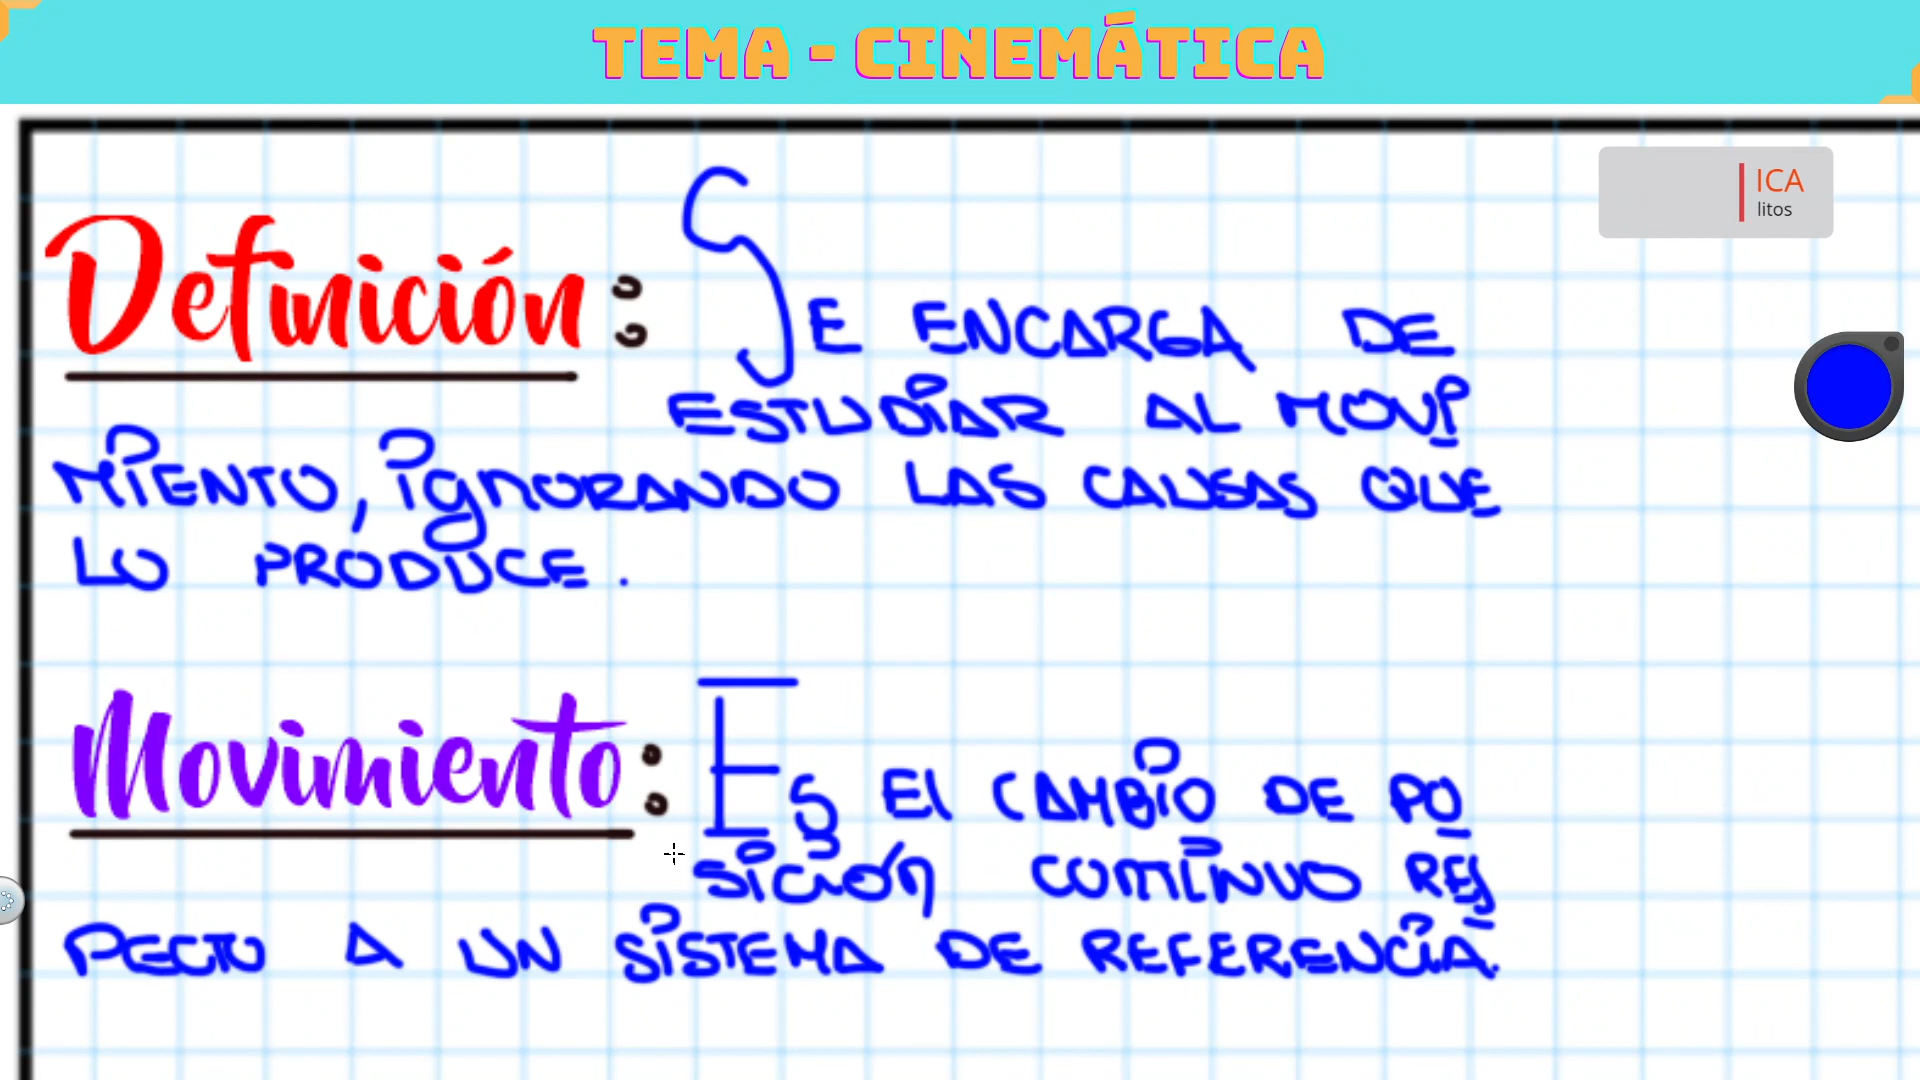 TEMA - CINEMÁTICA
ICA
litos
Definición: SE ENCARGA DE
ESTUDIAR AL MOVI
MIENTO, IGNORANDO LAS CAUSAS QUE
LO PRODUCE.
Movimiento: Es El CAMBIO DE PO
SICIÓN CONTINUO RES
PECTO A UN SISTEMA DE REFERENCIA.